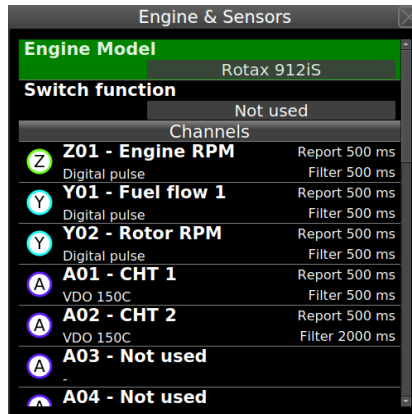 Engine & Sensors
Engine Model
Rotax 912iS
Switch function
Not used
Channels
Z Z01 - Engine RPM Report 500 ms
Digital pulse Filter 500 ms
Y Y01 - Fuel flow 1 Report 500 ms
Digital pulse Filter 500 ms
Y Y02 - Rotor RPM Report 500 ms
Digital pulse Filter 500 ms
A A01 - CHT 1 Report 500 ms
VDO 150C Filter 500 ms
A A02 - CHT 2 Report 500 ms
VDO 150C Filter 2000 ms
A A03 - Not used
-
A A04 - Not used